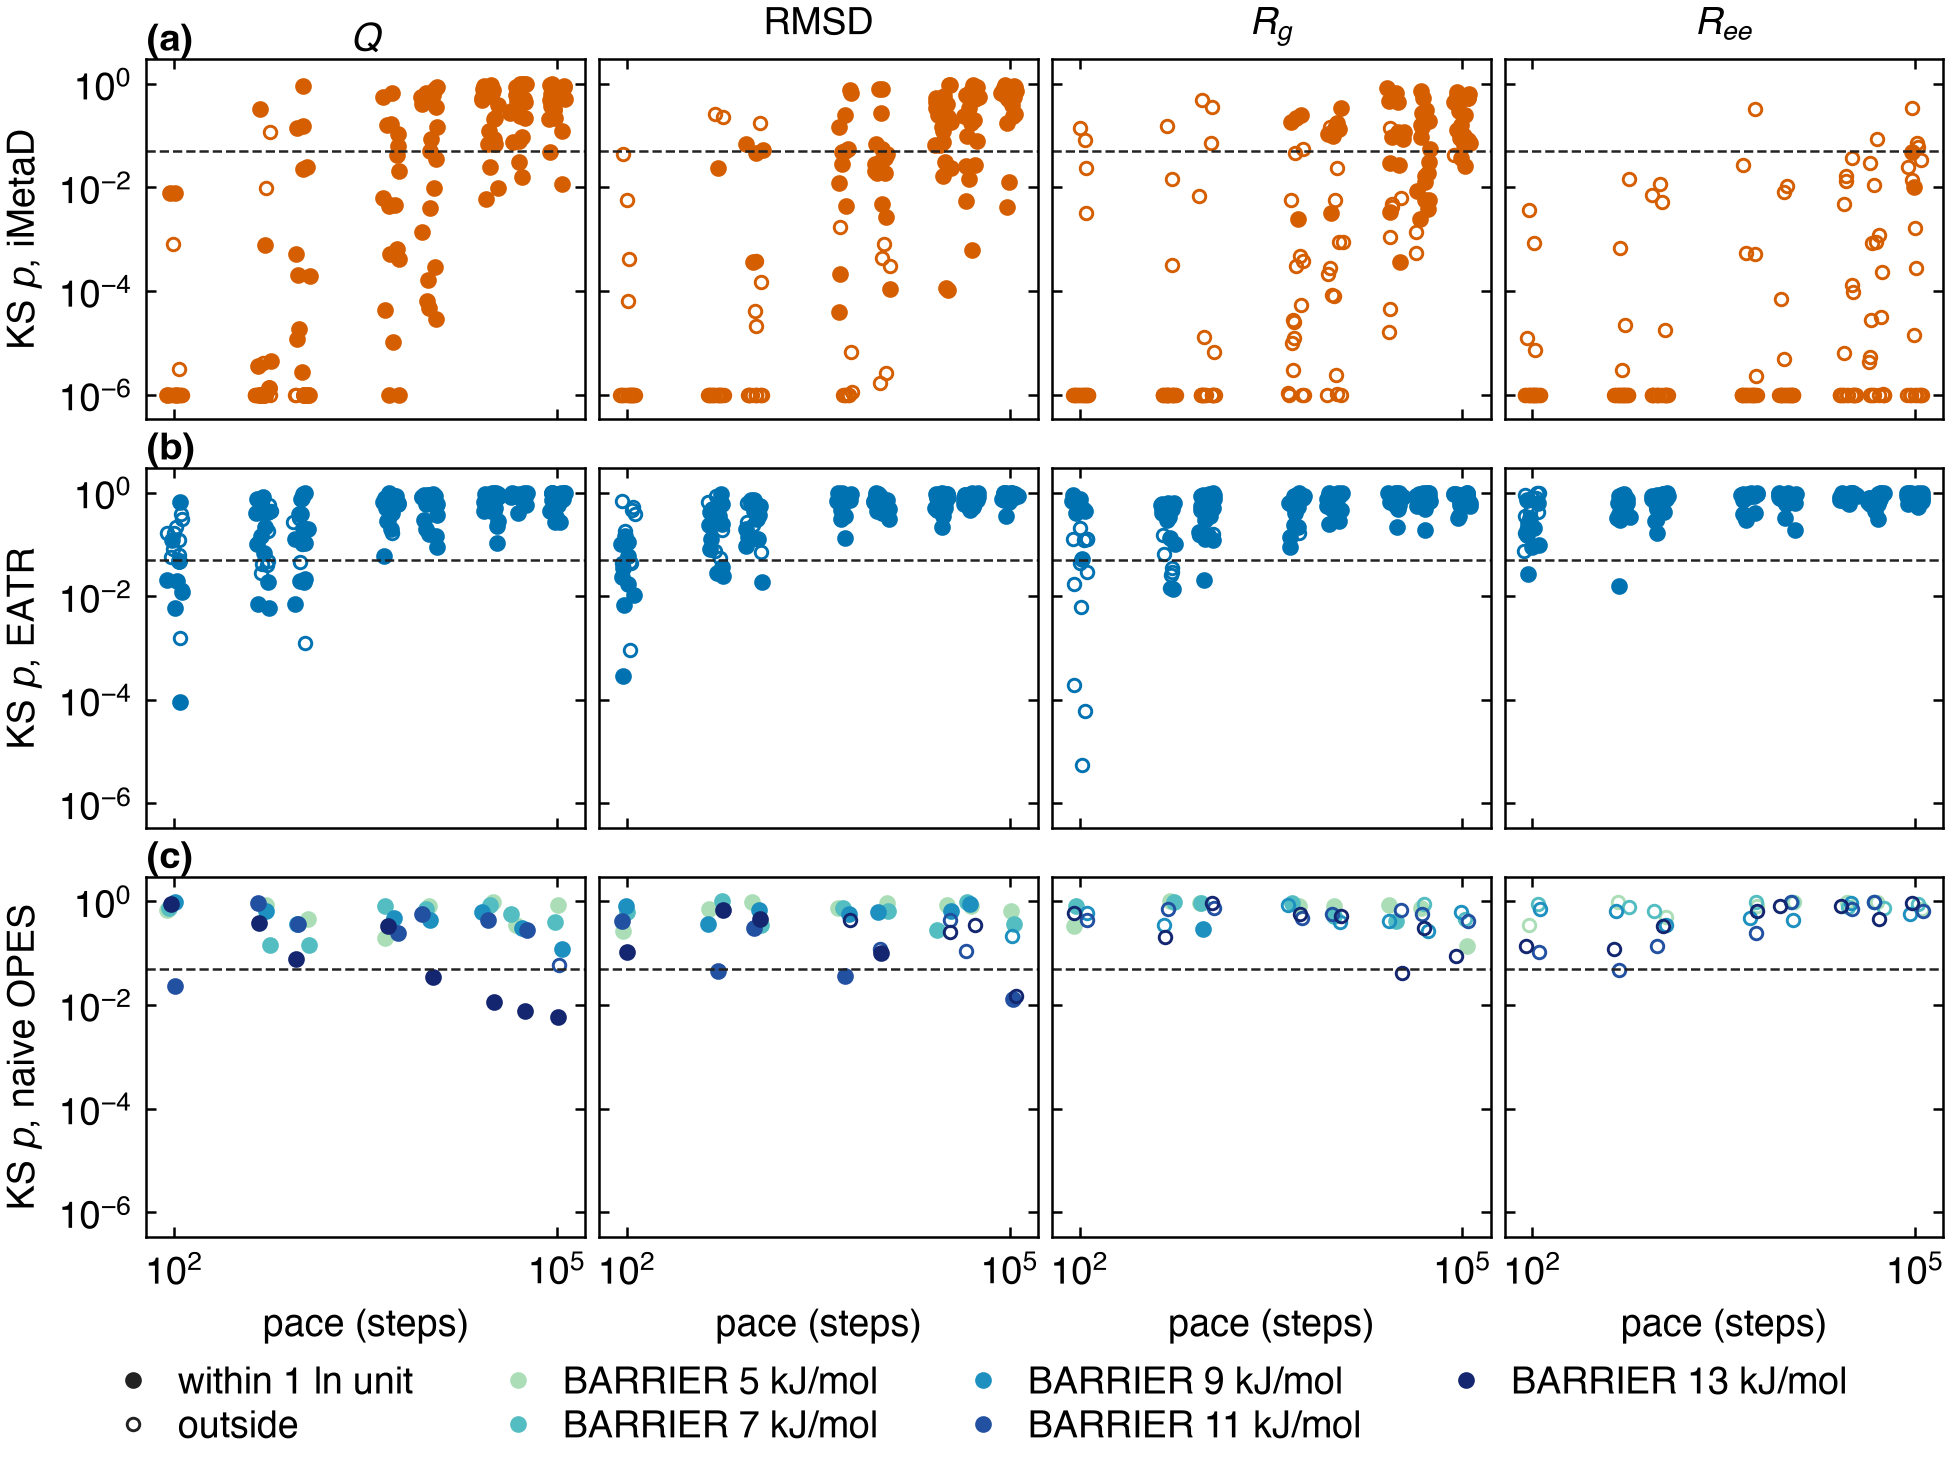 (a) Q RMSD R_g R_ee
KS p, iMetaD
10^0
10^−2
10^−4
10^−6
(b)
KS p, EATR
10^0
10^−2
10^−4
10^−6
(c)
KS p, naive OPES
10^0
10^−2
10^−4
10^−6
10^2 10^5 10^2 10^5 10^2 10^5 10^2 10^5
pace (steps) pace (steps) pace (steps) pace (steps)
within 1 ln unit BARRIER 5 kJ/mol BARRIER 9 kJ/mol BARRIER 13 kJ/mol
outside BARRIER 7 kJ/mol BARRIER 11 kJ/mol